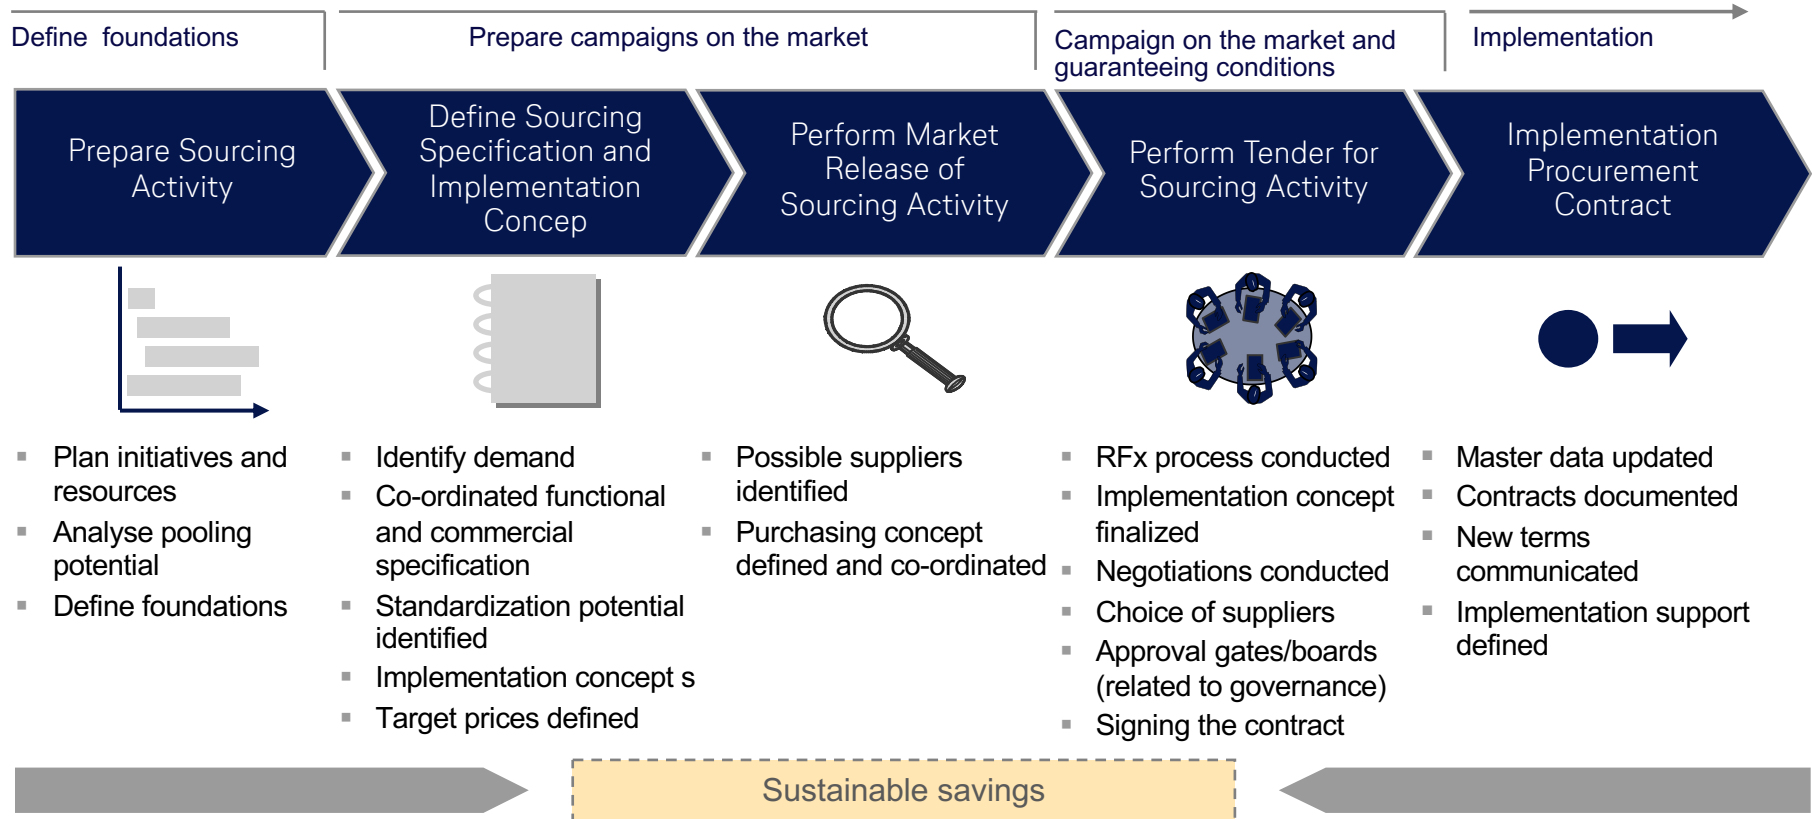 Define foundations
Prepare campaigns on the market
Campaign on the market and
guaranteeing conditions
Implementation
Prepare Sourcing
Activity
Define Sourcing
Specification and
Implementation
Concep
Perform Market
Release of
Sourcing Activity
Perform Tender for
Sourcing Activity
Implementation
Procurement
Contract
▪ Plan initiatives and
resources
▪ Analyse pooling
potential
▪ Define foundations
▪ Identify demand
▪ Co-ordinated functional
and commercial
specification
▪ Standardization potential
identified
▪ Implementation concept s
▪ Target prices defined
▪ Possible suppliers
identified
▪ Purchasing concept
defined and co-ordinated
▪ RFx process conducted
▪ Implementation concept
finalized
▪ Negotiations conducted
▪ Choice of suppliers
▪ Approval gates/boards
(related to governance)
▪ Signing the contract
▪ Master data updated
▪ Contracts documented
▪ New terms
communicated
▪ Implementation support
defined
Sustainable savings